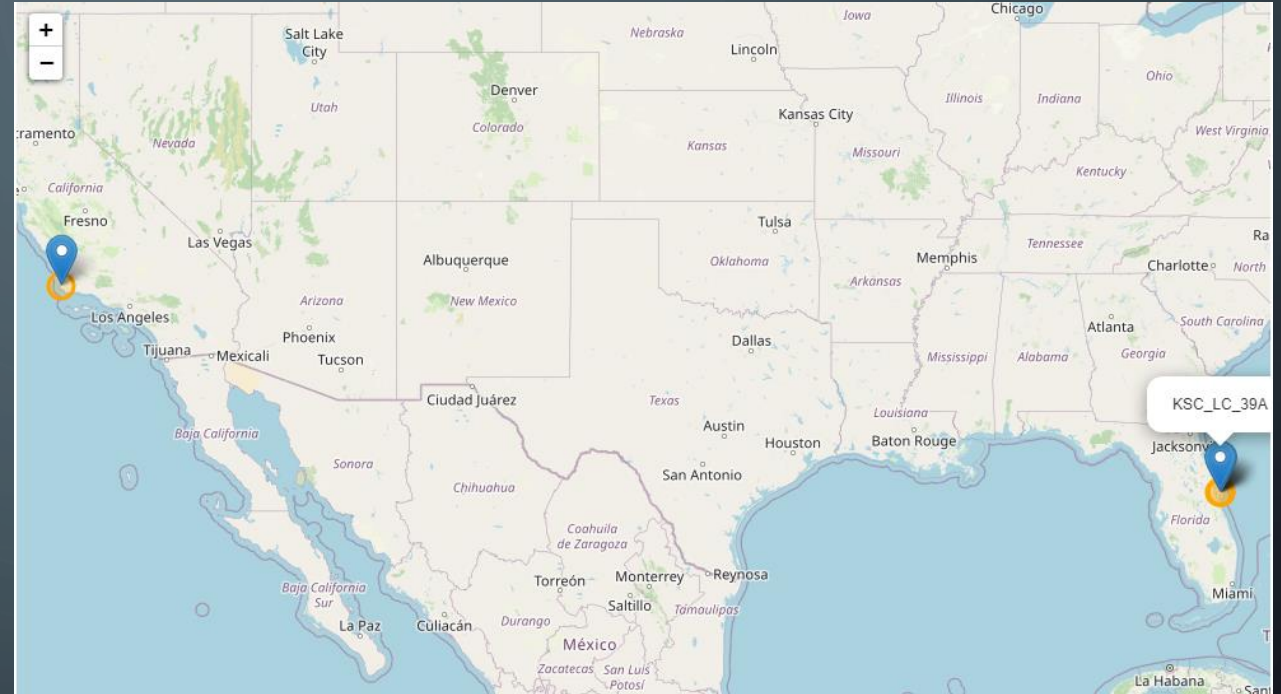 +
−
Chicago
Iowa
Salt Lake
City
Nebraska
Lincoln
Ohio
Denver
Illinois
Indiana
Utah
Kansas City
Colorado
cramento
West Virginia
Nevada
Kansas
Missouri
Kentucky
California
Fresno
Tulsa
Las Vegas
Ra
Tennessee
Albuquerque
Oklahoma
Memphis
Charlotte
North
Arkansas
Arizona
New Mexico
Los Angeles
South Carolina
Atlanta
Phoenix
Dallas
Tijuana
Mexicali
Tucson
Mississippi
Alabama
Georgia
Ciudad Juárez
Texas
KSC_LC_39A
Louisiana
Austin
Baja California
Houston
Baton Rouge
Jacksonv
Sonora
San Antonio
Chihuahua
Florida
Coahuila
de Zaragoza
Torreón
Monterrey
Reynosa
Baja California
Sur
Miami
Saltillo
Tamaulipas
La Paz
Culiacán
Durango
México
Zacatecas
San Luis
Potosí
La Habana